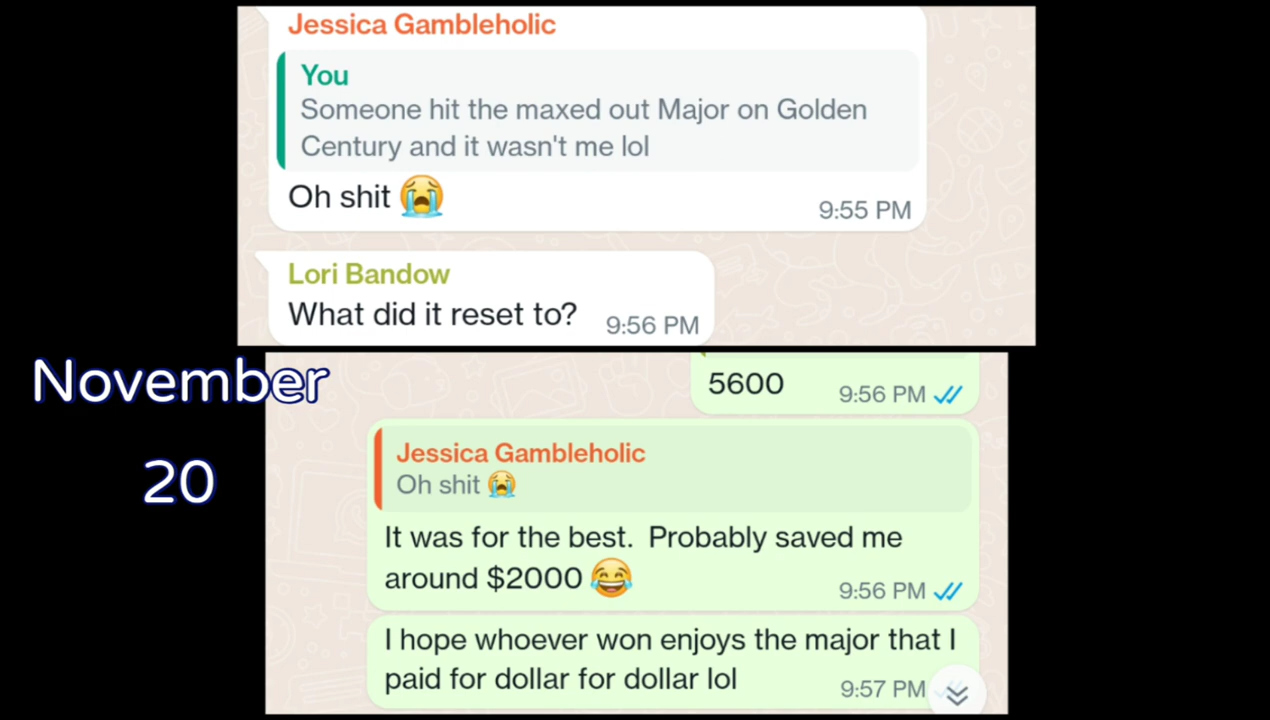 Jessica Gambleholic
You
Someone hit the maxed out Major on Golden
Century and it wasn't me lol
Oh shit 😭
9:55 PM
Lori Bandow
What did it reset to?
9:56 PM
November
20
5600
9:56 PM
Jessica Gambleholic
Oh shit 😭
It was for the best.  Probably saved me
around $2000 😂
9:56 PM
I hope whoever won enjoys the major that I
paid for dollar for dollar lol
9:57 PM